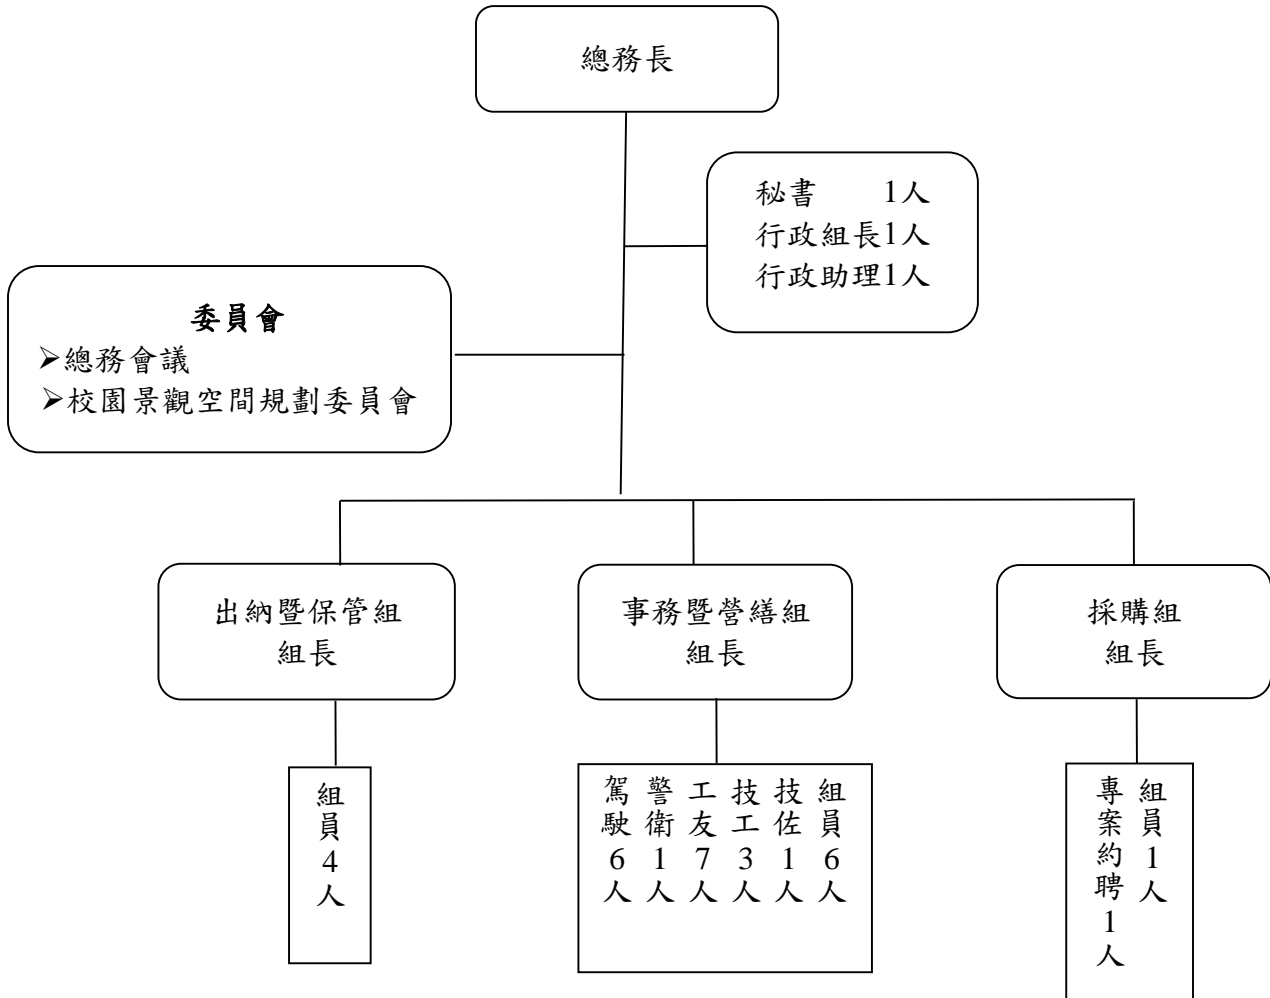 總務長
秘書 1人
行政組長1人
行政助理1人
委員會
➢總務會議
➢校園景觀空間規劃委員會
出納暨保管組
組長
事務暨營繕組
組長
採購組
組長
組員4人
組員6人
技佐1人
技工3人
工友7人
警衛1人
駕駛6人
組員1人
專案約聘1人